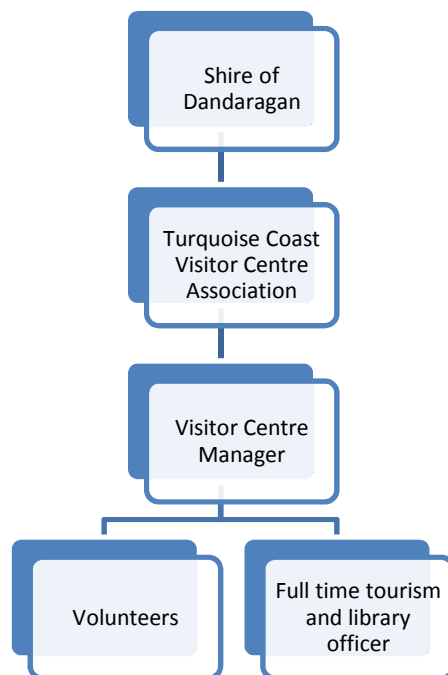 Shire of
Dandaragan
Turquoise Coast
Visitor Centre
Association
Visitor Centre
Manager
Volunteers
Full time tourism
and library
officer